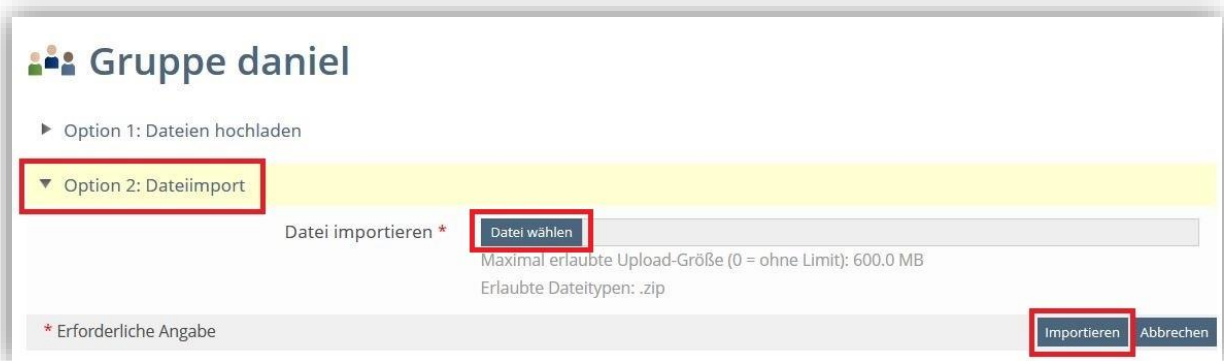 Gruppe daniel
Option 1: Dateien hochladen
Option 2: Dateiimport
Datei importieren * Datei wählen
Maximal erlaubte Upload-Größe (0 = ohne Limit): 600.0 MB
Erlaubte Dateitypen: .zip
* Erforderliche Angabe Importieren Abbrechen